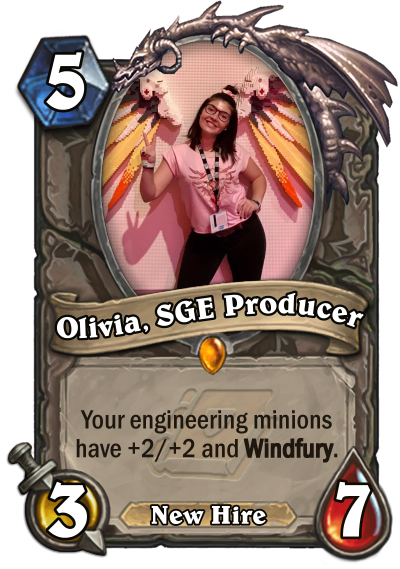 5
Olivia, SGE Producer
Your engineering minions
have +2/+2 and Windfury.
3
New Hire
7